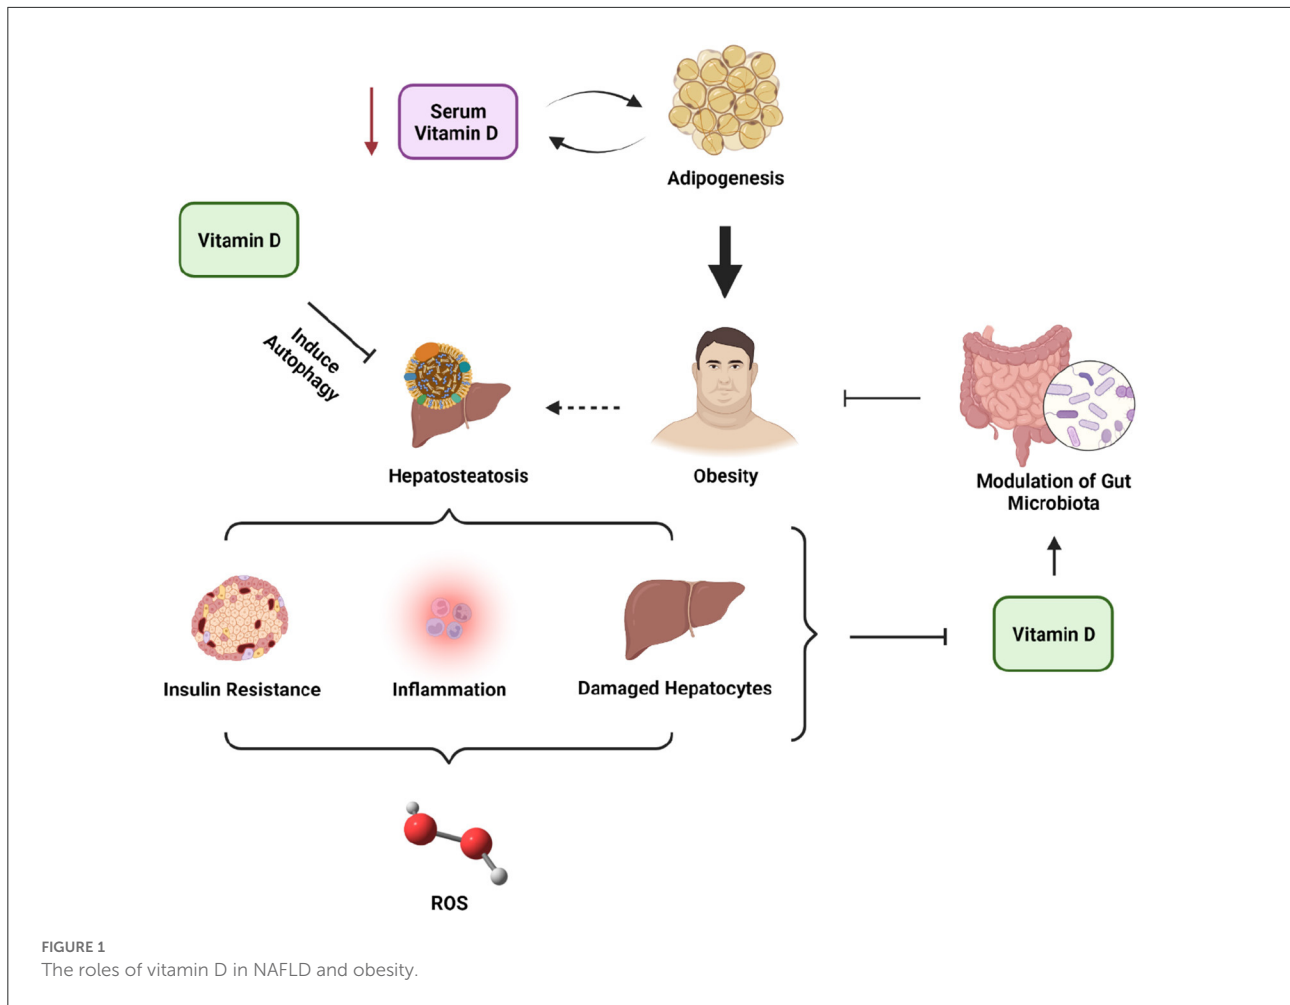 Serum
Vitamin D
Adipogenesis
Vitamin D
Induce
Autophagy
Hepatosteatosis
Obesity
Modulation of Gut
Microbiota
Insulin Resistance
Inflammation
Damaged Hepatocytes
Vitamin D
ROS
FIGURE 1
The roles of vitamin D in NAFLD and obesity.